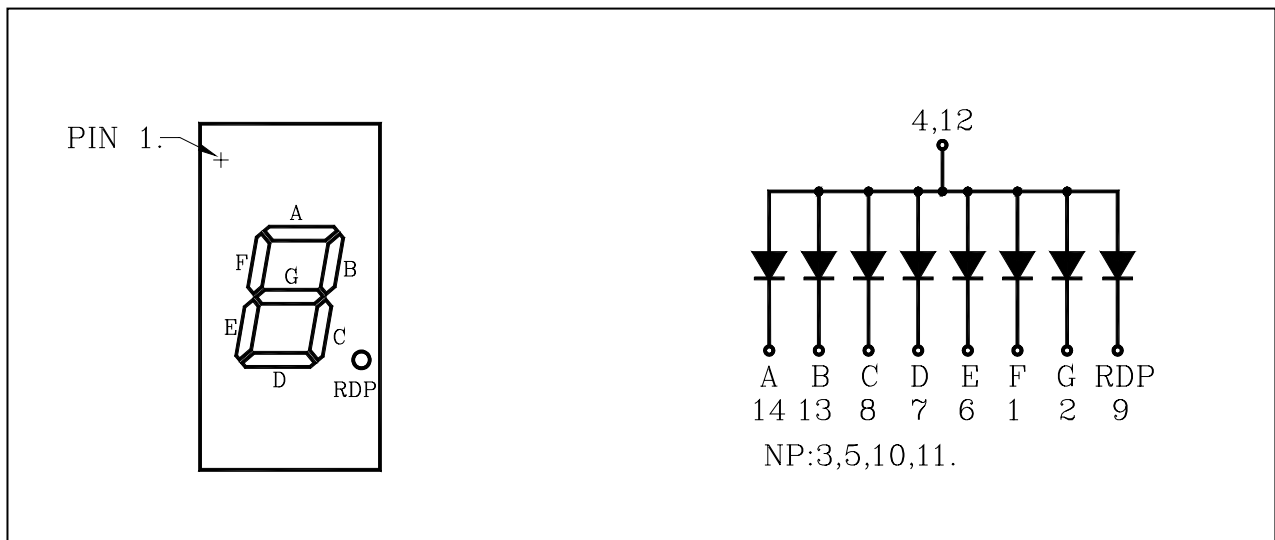 PIN 1.
A
F
B
G
E
C
D
RDP
4,12
A B C D E F G RDP
14 13 8 7 6 1 2 9
NP:3,5,10,11.